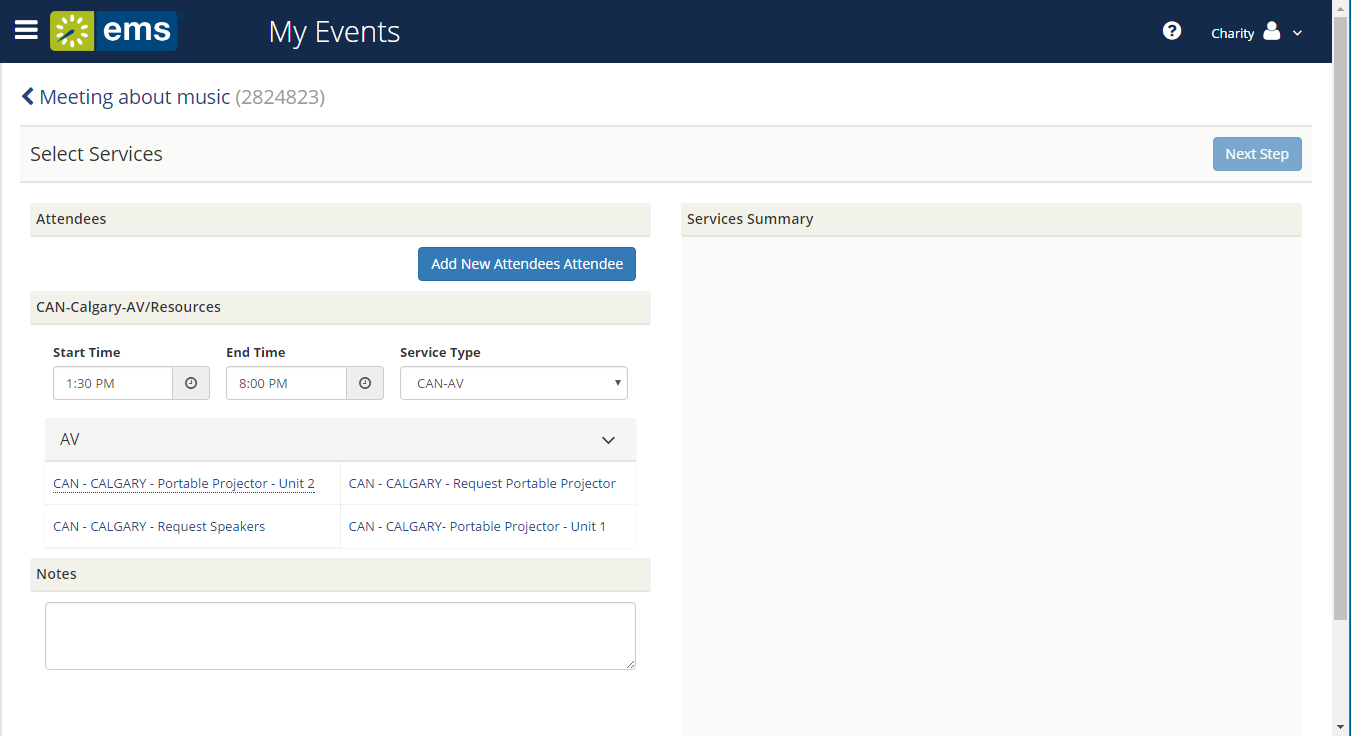 ems My Events Charity
Meeting about music (2824823)
Select Services Next Step
Attendees
Add New Attendees Attendee
CAN-Calgary-AV/Resources
Start Time End Time Service Type
1:30 PM 8:00 PM CAN-AV
AV
CAN - CALGARY - Portable Projector - Unit 2 CAN - CALGARY - Request Portable Projector
CAN - CALGARY - Request Speakers CAN - CALGARY- Portable Projector - Unit 1
Notes
Services Summary